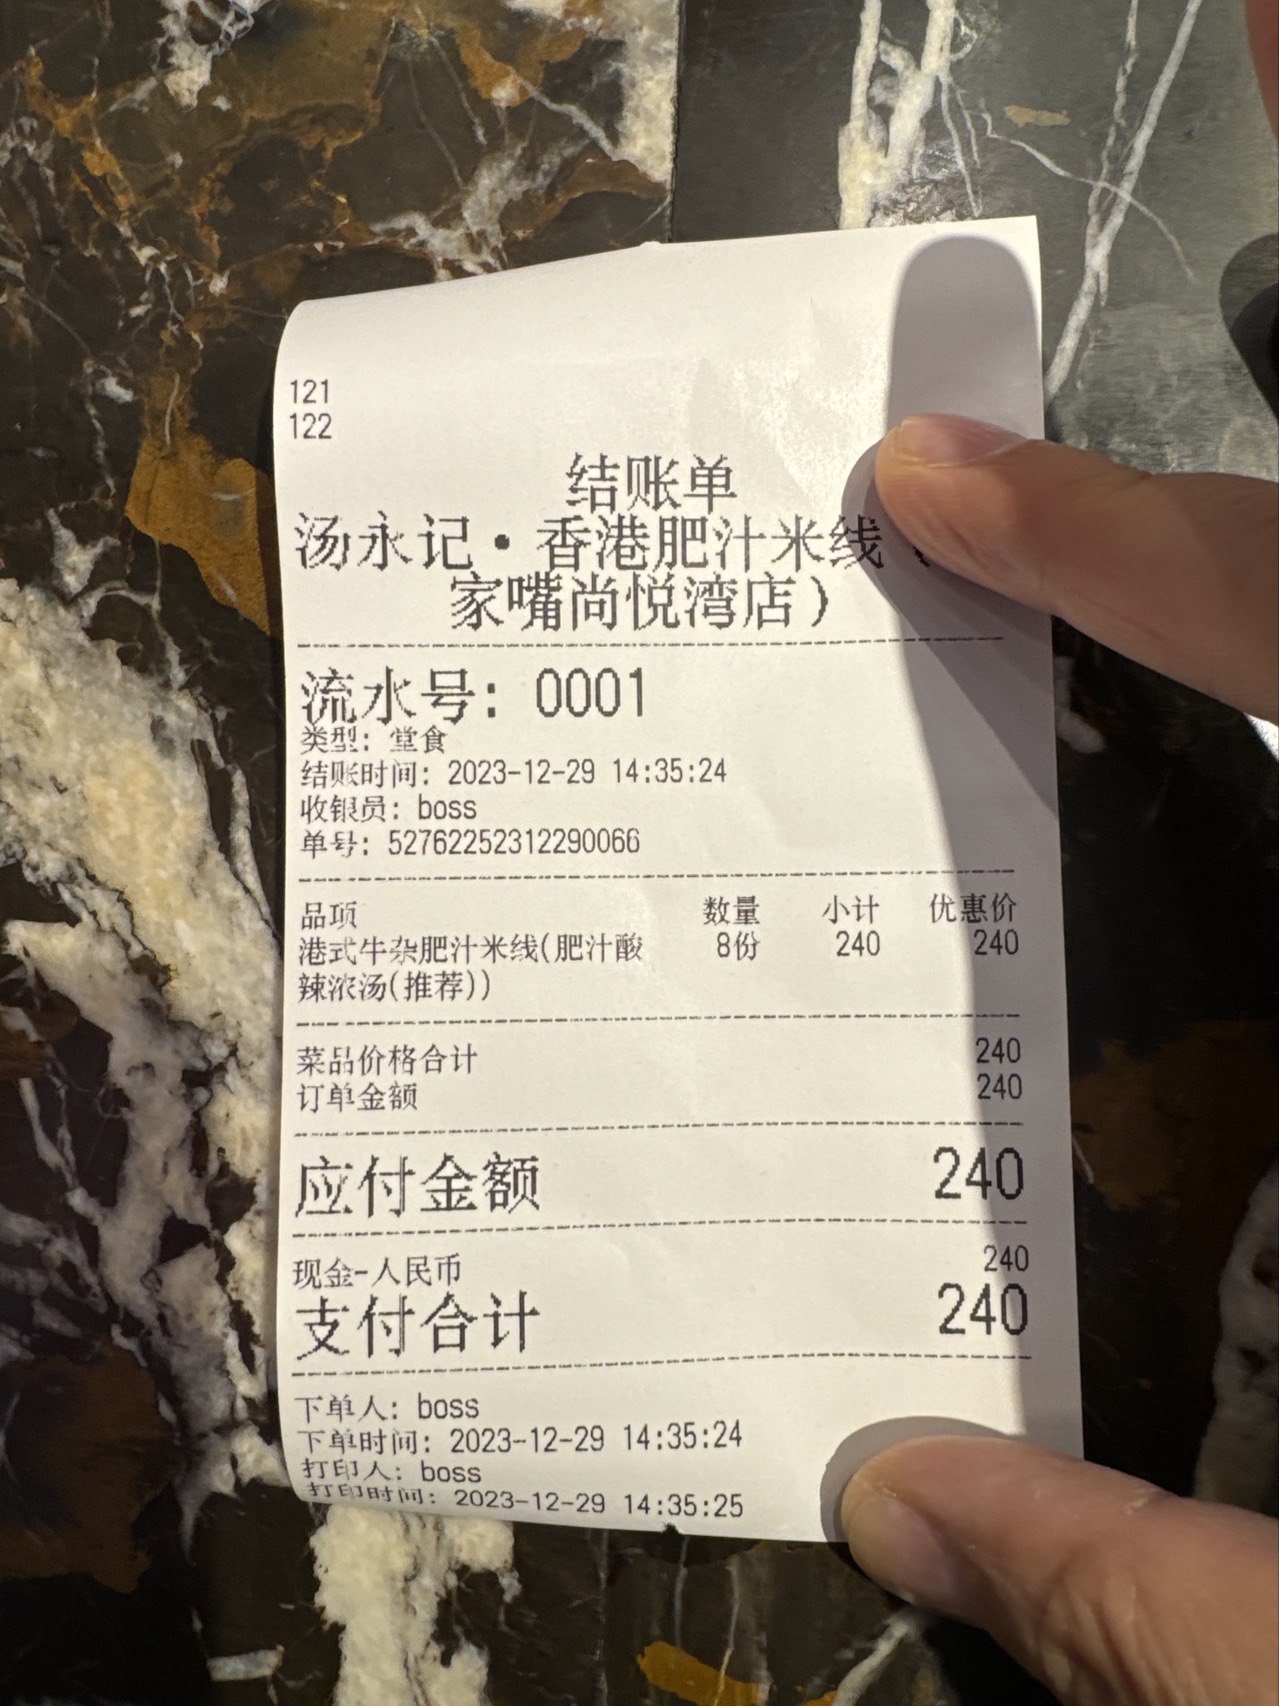 121
122
结账单
汤永记·香港肥汁米线(
家嘴尚悦湾店)
流水号: 0001
类型: 堂食
结账时间: 2023-12-29 14:35:24
收银员: boss
单号: 52762252312290066
品项 数量 小计 优惠价
港式牛杂肥汁米线(肥汁酸 8份 240 240
辣浓汤(推荐))
菜品价格合计 240
订单金额 240
应付金额 240
现金-人民币 240
支付合计 240
下单人: boss
下单时间: 2023-12-29 14:35:24
打印人: boss
打印时间: 2023-12-29 14:35:25